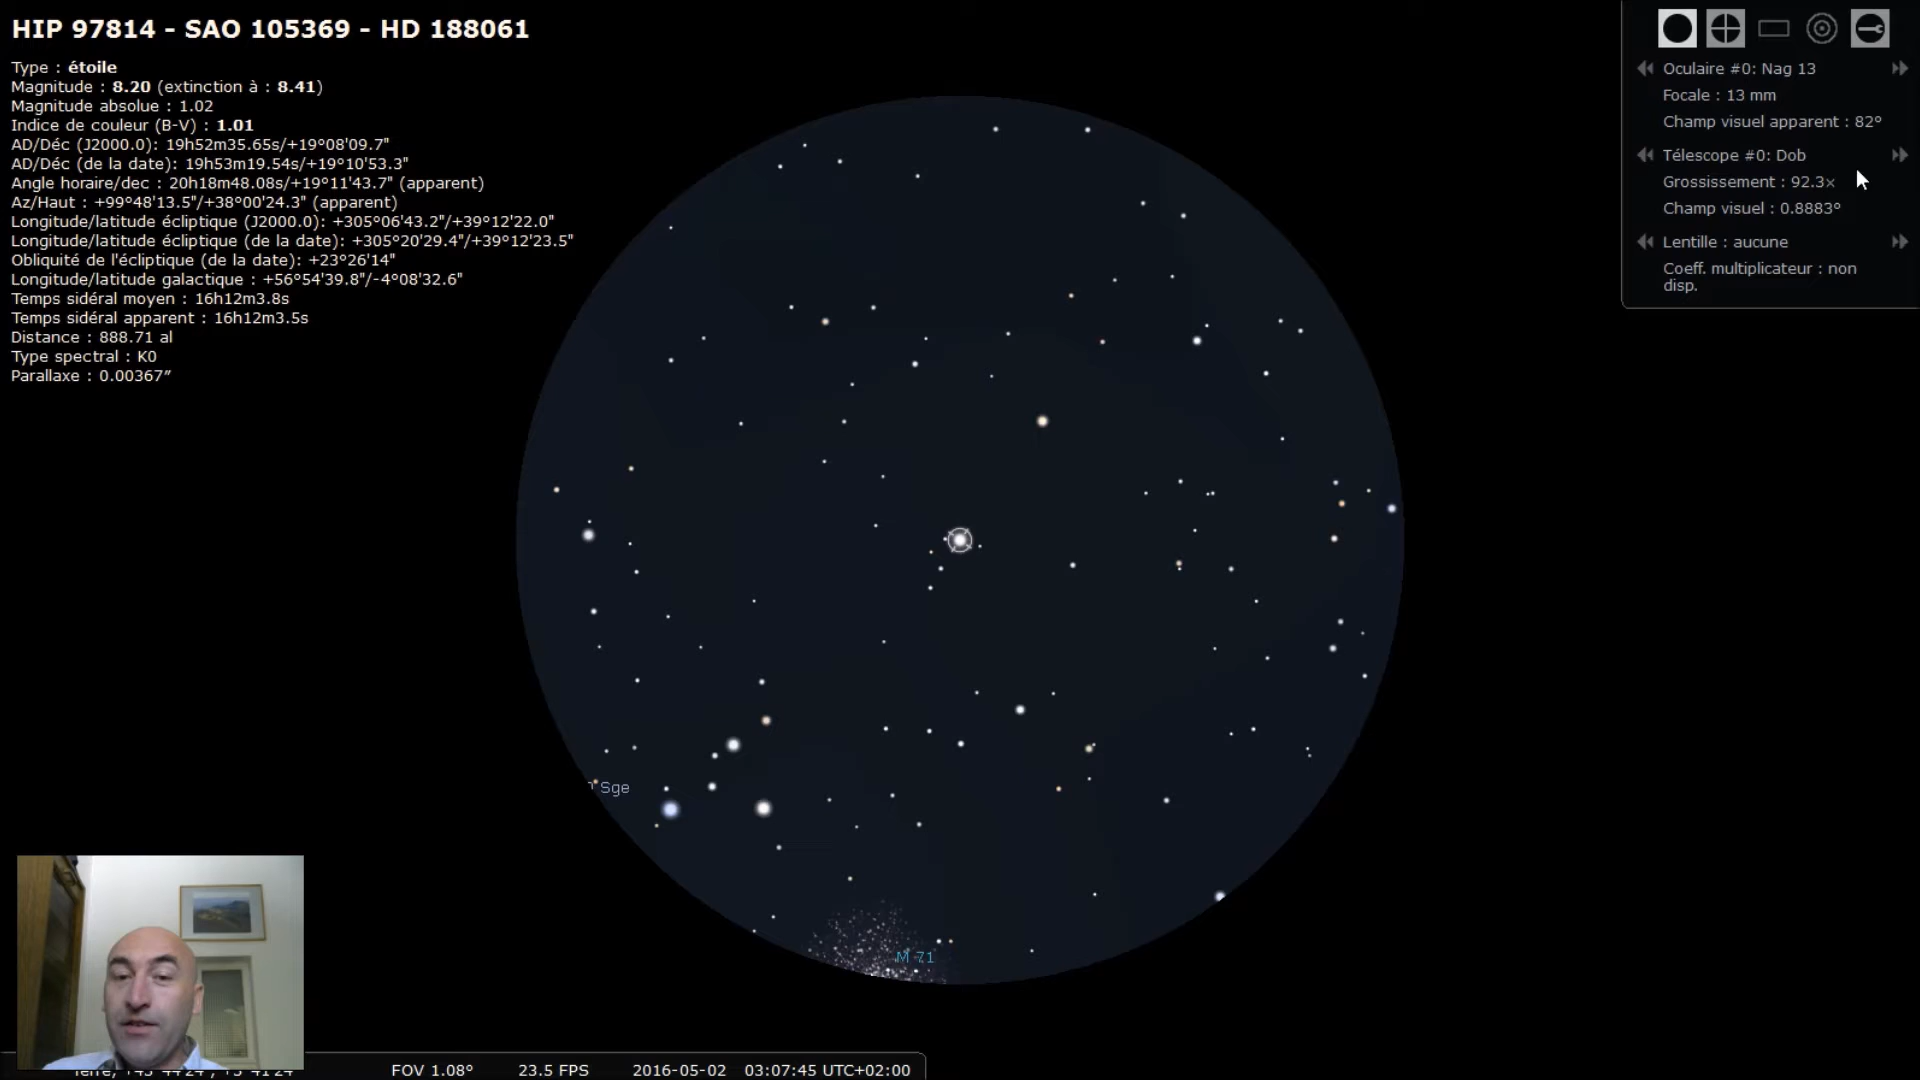 HIP 97814 - SAO 105369 - HD 188061
Type : étoile
Magnitude : 8.20 (extinction à : 8.41)
Magnitude absolue : 1.02
Indice de couleur (B-V) : 1.01
AD/Déc (J2000.0): 19h52m35.65s/+19°08'09.7"
AD/Déc (de la date): 19h53m19.54s/+19°10'53.3"
Angle horaire/dec : 20h18m48.08s/+19°11'43.7" (apparent)
Az/Haut : +99°48'13.5"/+38°00'24.3" (apparent)
Longitude/latitude écliptique (J2000.0): +305°06'43.2"/+39°12'22.0"
Longitude/latitude écliptique (de la date): +305°20'29.4"/+39°12'23.5"
Obliquité de l'écliptique (de la date): +23°26'14"
Longitude/latitude galactique : +56°54'39.8"/-4°08'32.6"
Temps sidéral moyen : 16h12m3.8s
Temps sidéral apparent : 16h12m3.5s
Distance : 888.71 al
Type spectral : K0
Parallaxe : 0.00367”
Oculaire #0: Nag 13
Focale : 13 mm
Champ visuel apparent : 82°
Télescope #0: Dob
Grossissement : 92.3×
Champ visuel : 0.8883°
Lentille : aucune
Coeff. multiplicateur : non
disp.
Sge
M 71
FOV 1.08° 23.5 FPS 2016-05-02 03:07:45 UTC+02:00